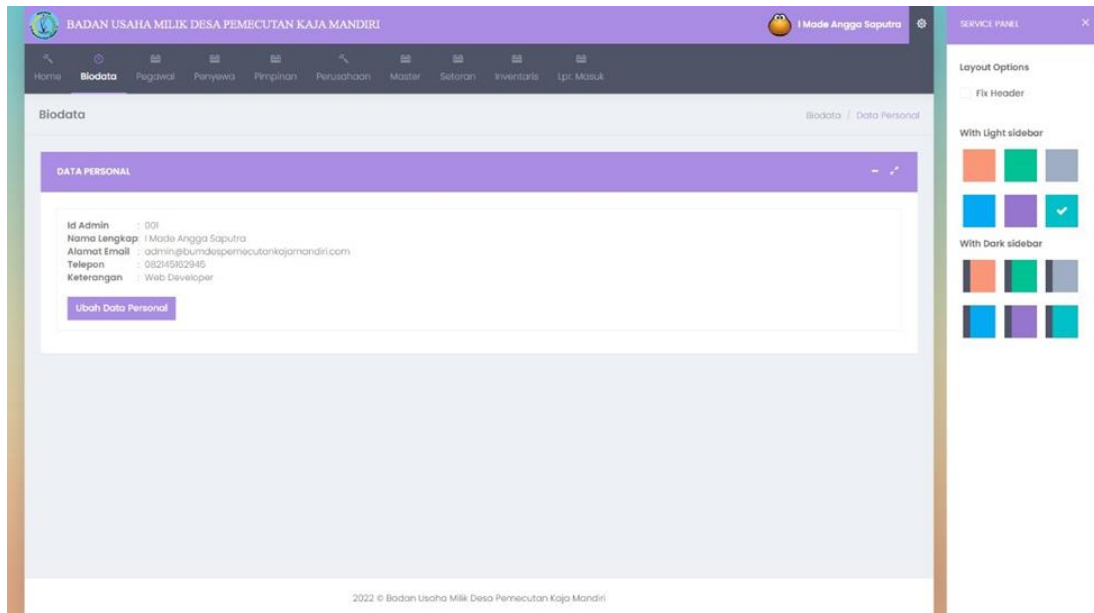 BADAN USAHA MILIK DESA PEMECUTAN KAJA MANDIRI
I Made Angga Saputra
Home Biodata Pegawai Penyewa Pimpinan Perusahaan Master Setoran Inventaris Lpr. Masuk
Biodata
Biodata / Data Personal
DATA PERSONAL
Id Admin : 001
Nama Lengkap : I Made Angga Saputra
Alamat Email : admin@bumdespemecutankajamandiri.com
Telepon : 082145162945
Keterangan : Web Developer
Ubah Data Personal
2022 © Badan Usaha Milik Desa Pemecutan Kaja Mandiri
SERVICE PANEL ×
Layout Options
Fix Header
With Light sidebar
With Dark sidebar